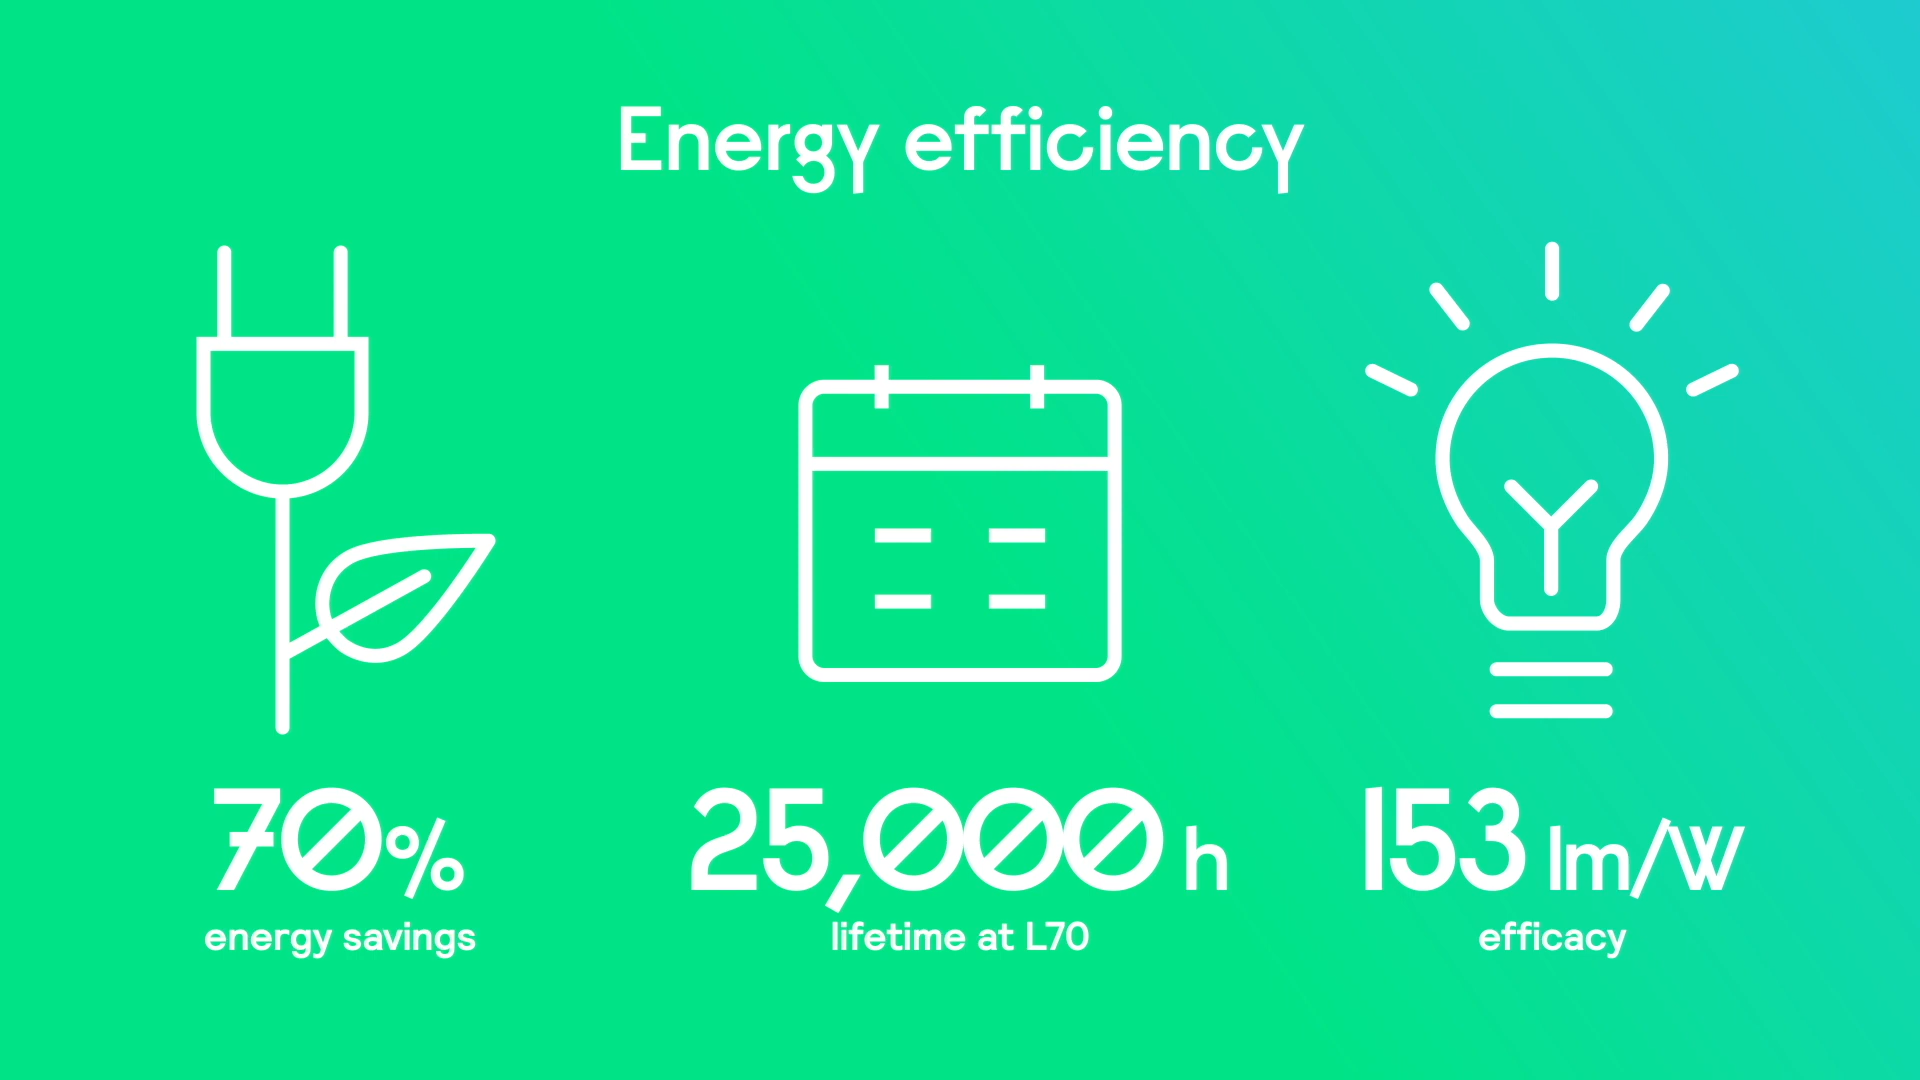 Energy efficiency
70%
energy savings
25,000 h
lifetime at L70
153 lm/W
efficacy